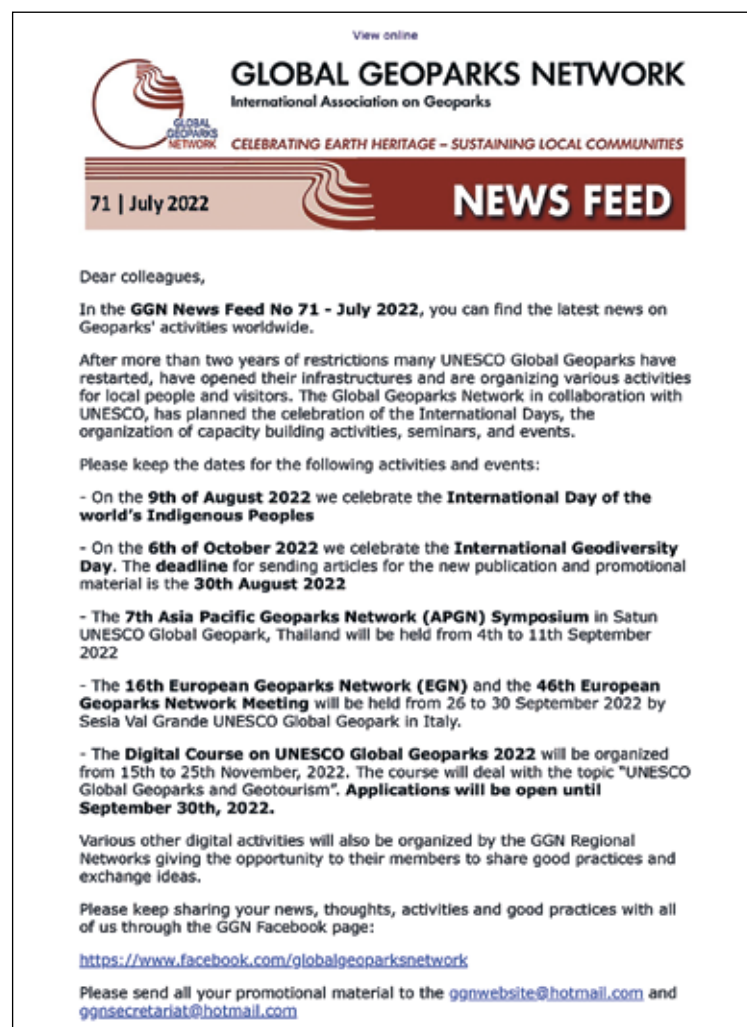 View online
GLOBAL GEOPARKS NETWORK
International Association on Geoparks
GLOBAL
GEOPARKS
NETWORK
CELEBRATING EARTH HERITAGE – SUSTAINING LOCAL COMMUNITIES
71 | July 2022
NEWS FEED
Dear colleagues,
In the GGN News Feed No 71 - July 2022, you can find the latest news on
Geoparks' activities worldwide.
After more than two years of restrictions many UNESCO Global Geoparks have
restarted, have opened their infrastructures and are organizing various activities
for local people and visitors. The Global Geoparks Network in collaboration with
UNESCO, has planned the celebration of the International Days, the
organization of capacity building activities, seminars, and events.
Please keep the dates for the following activities and events:
- On the 9th of August 2022 we celebrate the International Day of the
world's Indigenous Peoples
- On the 6th of October 2022 we celebrate the International Geodiversity
Day. The deadline for sending articles for the new publication and promotional
material is the 30th August 2022
- The 7th Asia Pacific Geoparks Network (APGN) Symposium in Satun
UNESCO Global Geopark, Thailand will be held from 4th to 11th September
2022
- The 16th European Geoparks Network (EGN) and the 46th European
Geoparks Network Meeting will be held from 26 to 30 September 2022 by
Sesia Val Grande UNESCO Global Geopark in Italy.
- The Digital Course on UNESCO Global Geoparks 2022 will be organized
from 15th to 25th November, 2022. The course will deal with the topic "UNESCO
Global Geoparks and Geotourism". Applications will be open until
September 30th, 2022.
Various other digital activities will also be organized by the GGN Regional
Networks giving the opportunity to their members to share good practices and
exchange ideas.
Please keep sharing your news, thoughts, activities and good practices with all
of us through the GGN Facebook page:
https://www.facebook.com/globalgeoparksnetwork
Please send all your promotional material to the ggnwebsite@hotmail.com and
ggnsecretariat@hotmail.com